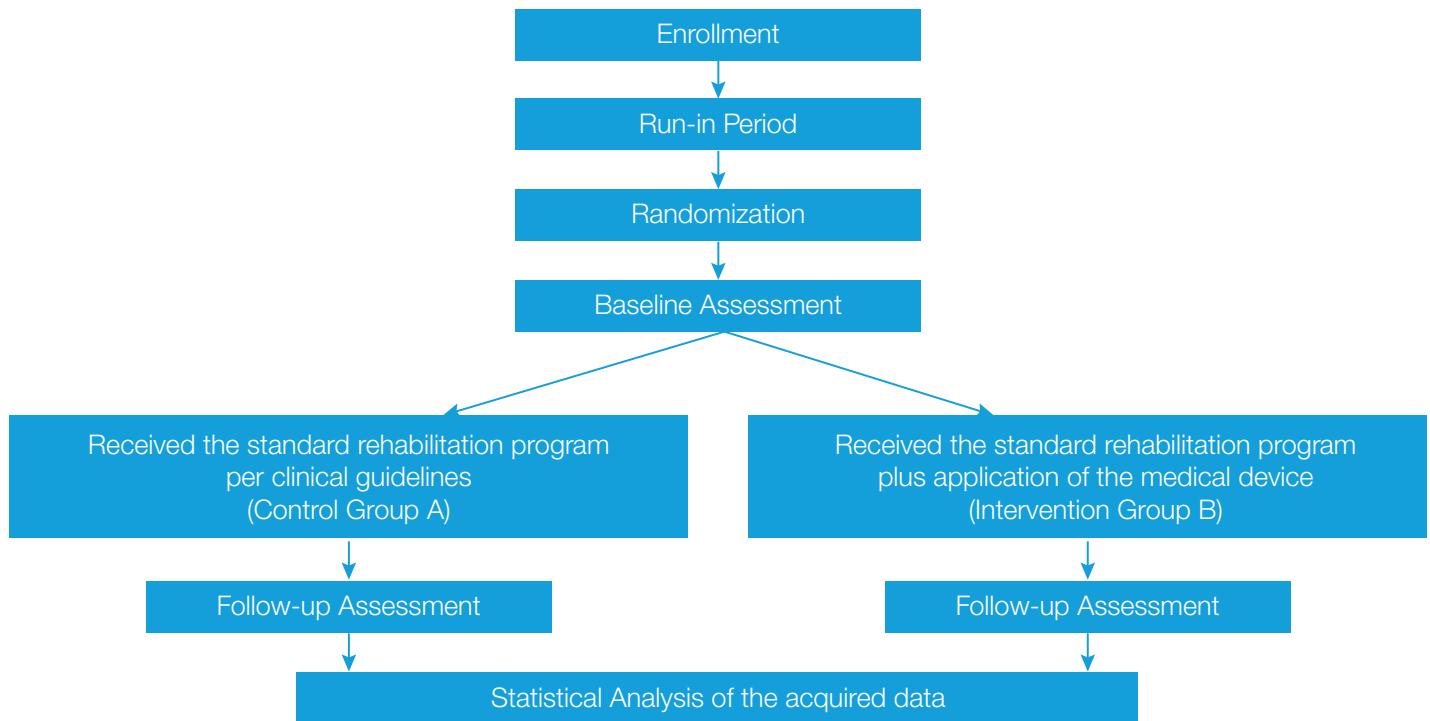 Enrollment
Run-in Period
Randomization
Baseline Assessment
Received the standard rehabilitation program
per clinical guidelines
(Control Group A)
Received the standard rehabilitation program
plus application of the medical device
(Intervention Group B)
Follow-up Assessment
Follow-up Assessment
Statistical Analysis of the acquired data